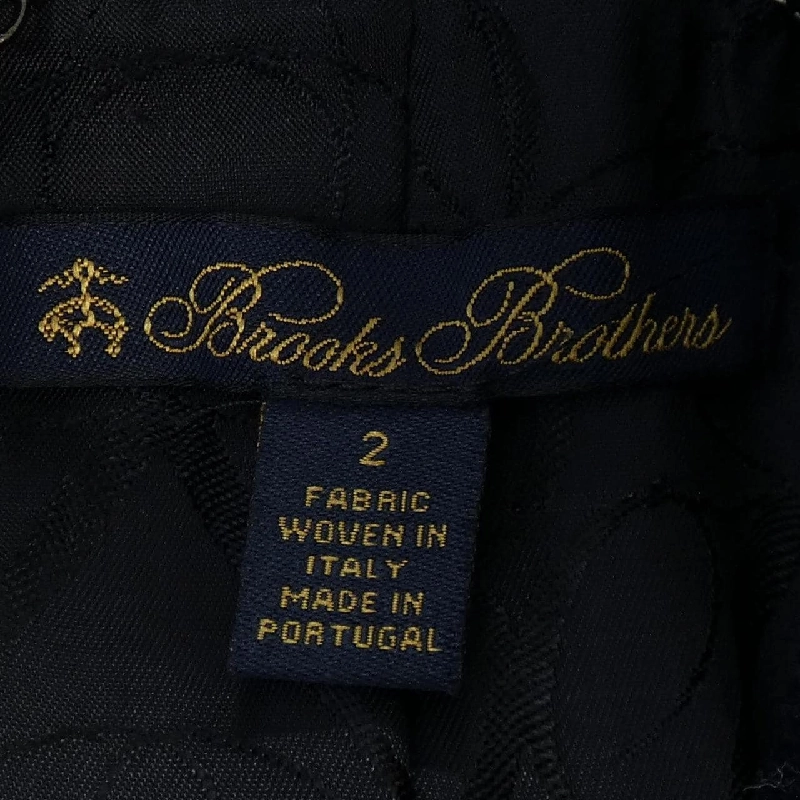 Brooks Brothers
2
FABRIC
WOVEN IN
ITALY
MADE IN
PORTUGAL